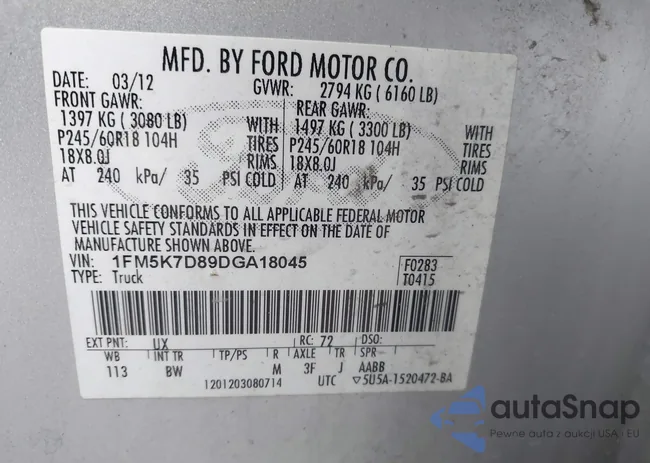 MFD. BY FORD MOTOR CO.
DATE: 03/12 GVWR: 2794 KG ( 6160 LB)
FRONT GAWR: REAR GAWR:
1397 KG ( 3080 LB) WITH 1497 KG ( 3300 LB) WITH
P245/60R18 104H TIRES P245/60R18 104H TIRES
18X8.0J RIMS 18X8.0J RIMS
AT 240 kPa/ 35 PSI COLD AT 240 kPa/ 35 PSI COLD
THIS VEHICLE CONFORMS TO ALL APPLICABLE FEDERAL MOTOR
VEHICLE SAFETY STANDARDS IN EFFECT ON THE DATE OF
MANUFACTURE SHOWN ABOVE.
VIN: 1FM5K7D89DGA18045 F0283
TYPE: Truck T0415
EXT PNT: UX RC: 72 DSO:
WB INT TR TP/PS R AXLE TR SPR
113 BW M 3F J AABB
1201203080714 UTC ▽5U5A-1520472-BA
autaSnap
Pewne auta z aukcji USA i EU